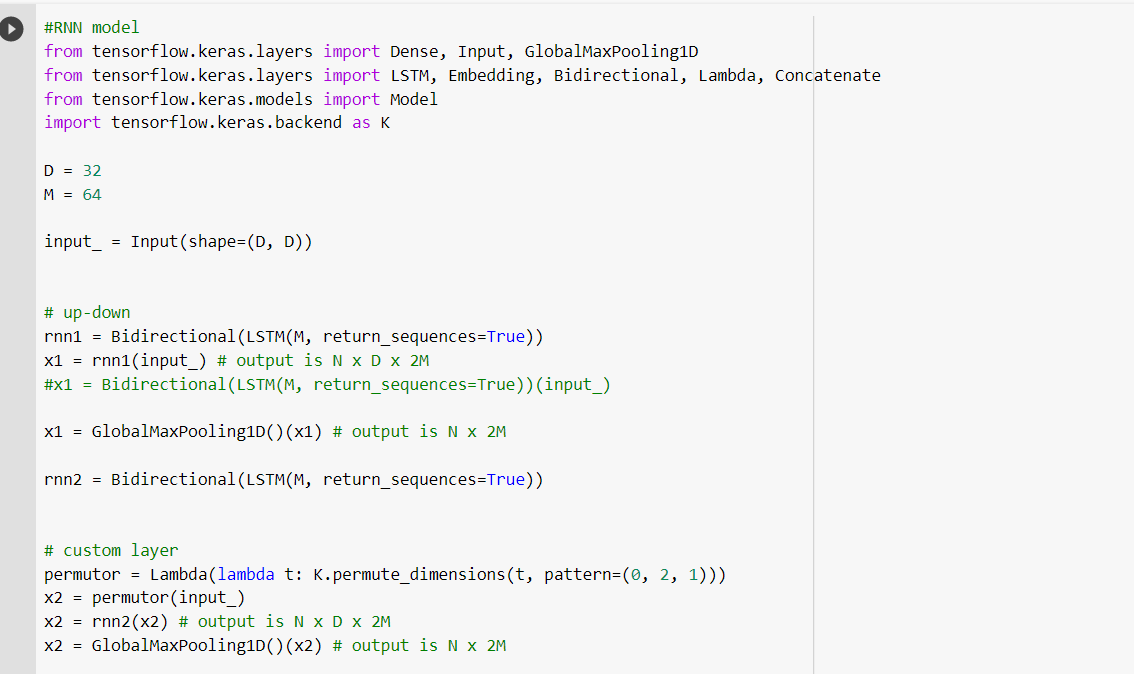 #RNN model
from tensorflow.keras.layers import Dense, Input, GlobalMaxPooling1D
from tensorflow.keras.layers import LSTM, Embedding, Bidirectional, Lambda, Concatenate
from tensorflow.keras.models import Model
import tensorflow.keras.backend as K
D = 32
M = 64
input_ = Input(shape=(D, D))
# up-down
rnn1 = Bidirectional(LSTM(M, return_sequences=True))
x1 = rnn1(input_) # output is N x D x 2M
#x1 = Bidirectional(LSTM(M, return_sequences=True))(input_)
x1 = GlobalMaxPooling1D()(x1) # output is N x 2M
rnn2 = Bidirectional(LSTM(M, return_sequences=True))
# custom layer
permutor = Lambda(lambda t: K.permute_dimensions(t, pattern=(0, 2, 1)))
x2 = permutor(input_)
x2 = rnn2(x2) # output is N x D x 2M
x2 = GlobalMaxPooling1D()(x2) # output is N x 2M